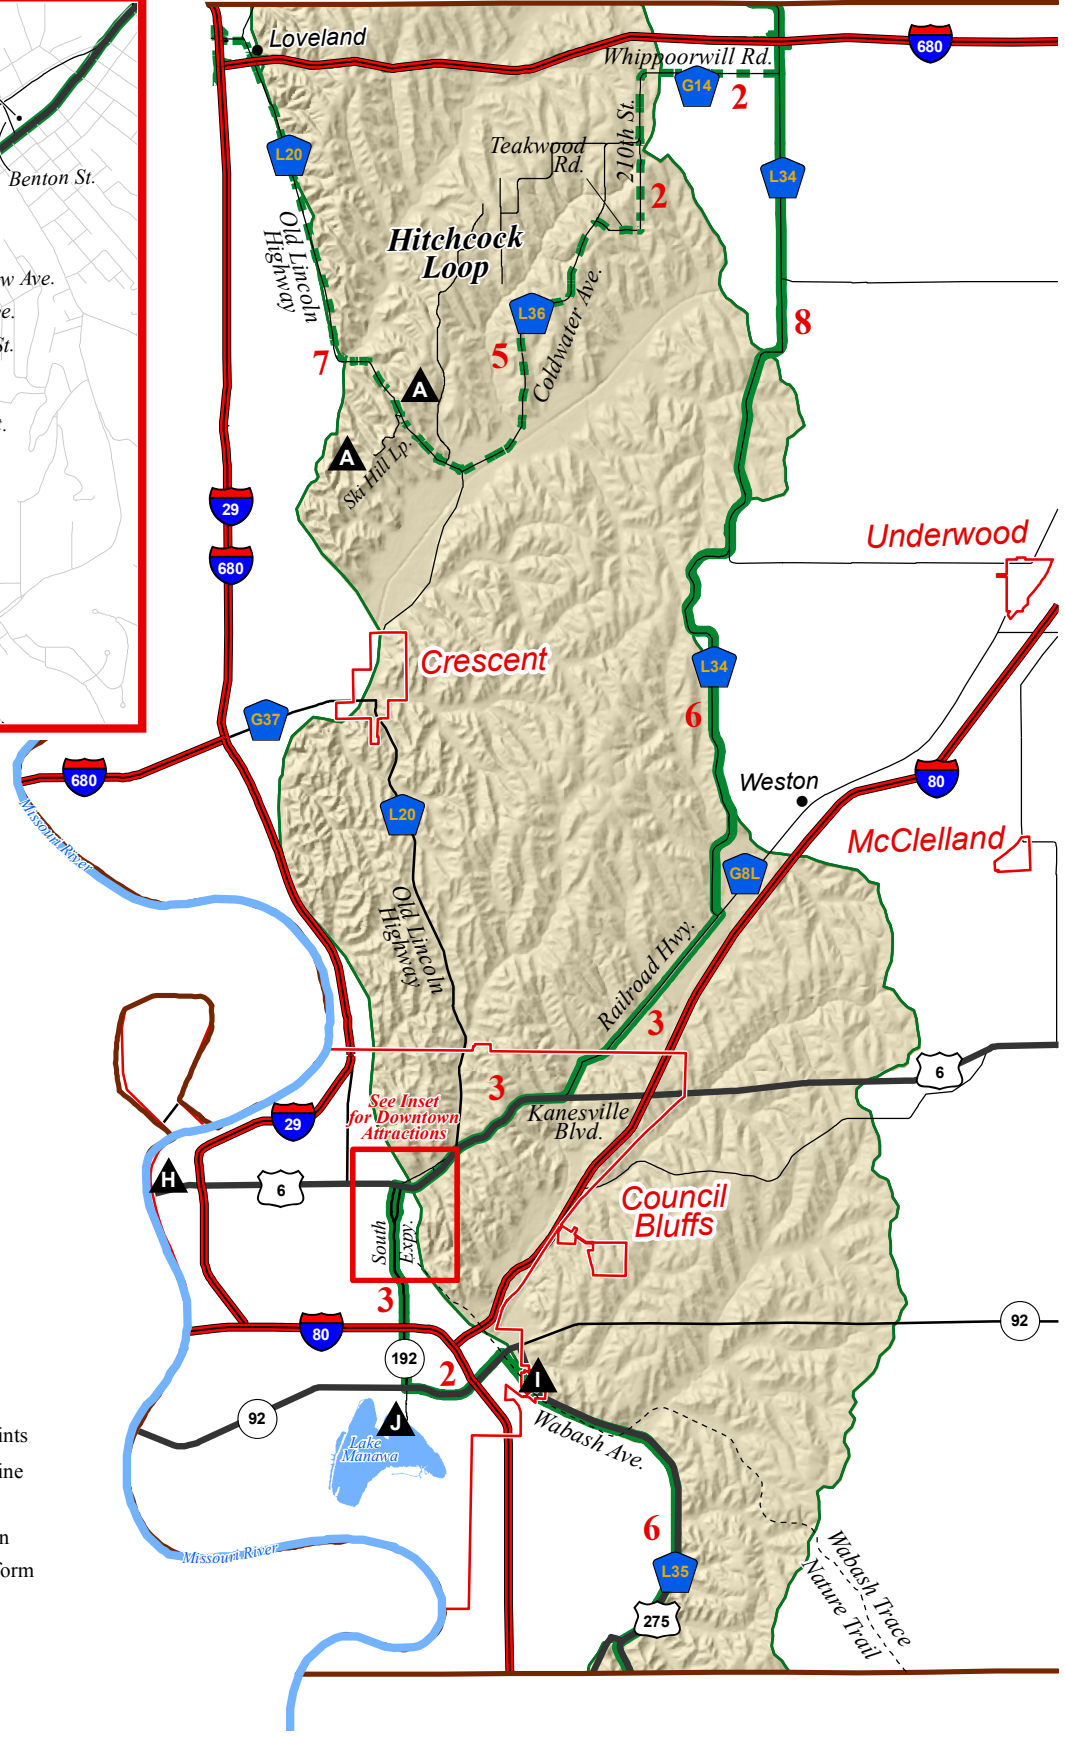 Loveland
680
Whippoorwill Rd.
G14
2
Benton St.
L20
Teakwood
Rd.
210th St.
L34
2
Old Lincoln
Highway
Hitchcock
Loop
w Ave.
e.
St.
L36
Coldwater Ave.
8
7
5
A
A
Ski Hill Lp.
29
680
Underwood
Crescent
L34
G37
6
680
Weston
80
Missouri River
L20
McClelland
G8L
Old Lincoln
Highway
Railroad Hwy.
3
6
3
See Inset
for Downtown
Attractions
Kanesville
Blvd.
29
H
6
Council
Bluffs
South
Expy.
3
80
92
192
2
I
92
J
Wabash Ave.
ints
Lake
Manawa
ine
6
n
Missouri River
form
L35
Wabash Trace
Nature Trail
275